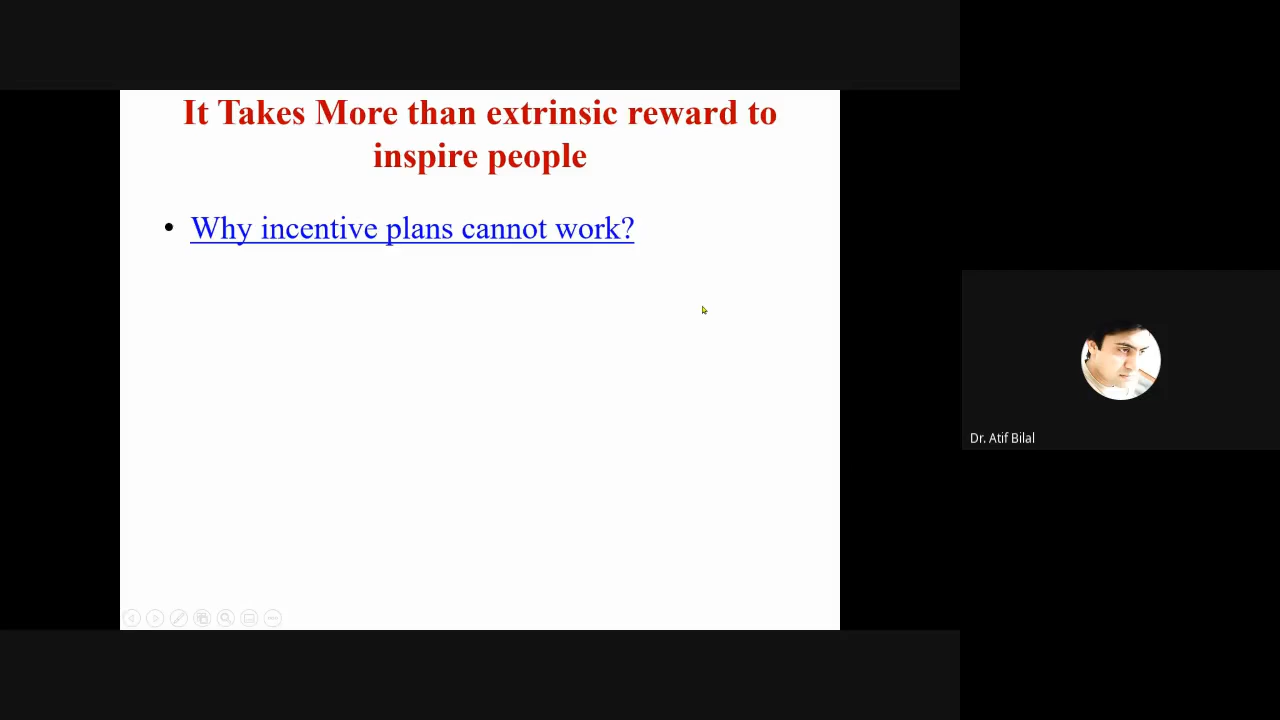 It Takes More than extrinsic reward to
inspire people
• Why incentive plans cannot work?
Dr. Atif Bilal